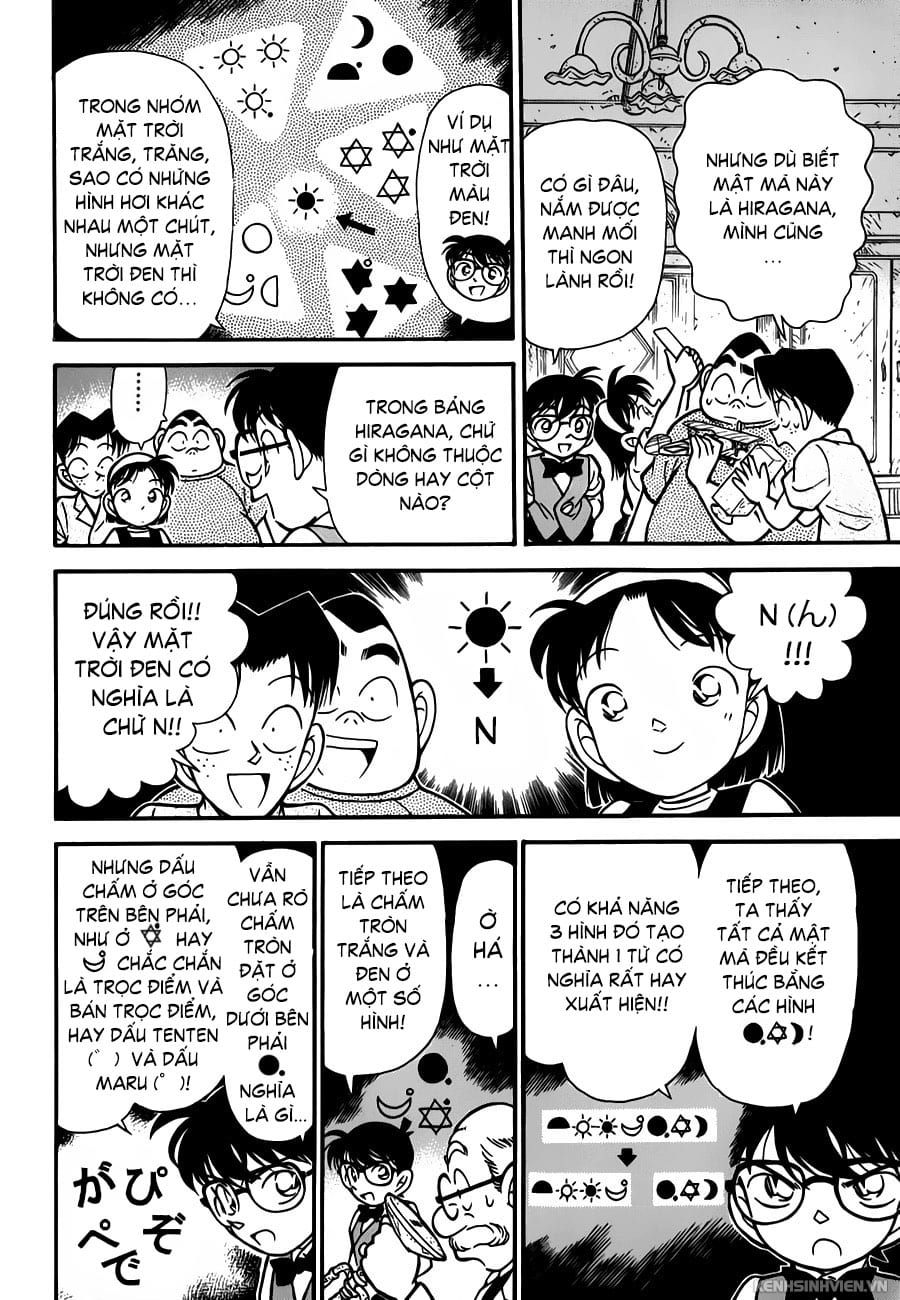 NHƯNG DÙ BIẾT
MẬT MÃ NÀY
LÀ HIRAGANA,
MÌNH CŨNG
...
CÓ GÌ ĐÂU,
NẮM ĐƯỢC
MANH MỐI
THÌ NGON
LÀNH RỒI!
VÍ DỤ
NHƯ MẶT
TRỜI
MÀU
ĐEN!
TRONG NHÓM
MẶT TRỜI
TRẮNG, TRĂNG,
SAO CÓ NHỮNG
HÌNH HƠI KHÁC
NHAU MỘT CHÚT,
NHƯNG MẶT
TRỜI ĐEN THÌ
KHÔNG CÓ...
TRONG BẢNG
HIRAGANA, CHỮ
GÌ KHÔNG THUỘC
DÒNG HAY CỘT
NÀO?
......
N (ん)
!!!
N
ĐÚNG RỒI!!
VẬY MẶT
TRỜI ĐEN CÓ
NGHĨA LÀ
CHỮ N!!
TIẾP THEO,
TA THẤY
TẤT CẢ MẬT
MÃ ĐỀU KẾT
THÚC BẰNG
CÁC HÌNH
●.✡☽!
CÓ KHẢ NĂNG
3 HÌNH ĐÓ TẠO
THÀNH 1 TỪ CÓ
NGHĨA RẤT HAY
XUẤT HIỆN!!
Ờ
HÁ
...
TIẾP THEO
LÀ CHẤM
TRÒN
TRẮNG VÀ
ĐEN Ở
MỘT SỐ
HÌNH!
VẪN
CHƯA RÕ
CHẤM
TRÒN
ĐẶT Ở
GÓC
DƯỚI BÊN
PHẢI
●.
NGHĨA
LÀ GÌ...
NHƯNG DẤU
CHẤM Ở GÓC
TRÊN BÊN PHẢI,
NHƯ Ở ✡ HAY
☽ CHẮC CHẮN
LÀ TRỌC ĐIỂM VÀ
BÁN TRỌC ĐIỂM,
HAY DẤU TENTEN
(゛) VÀ DẤU
MARU (゜)!
ぴぞで
がぺ
KENHSINHVIEN.VN